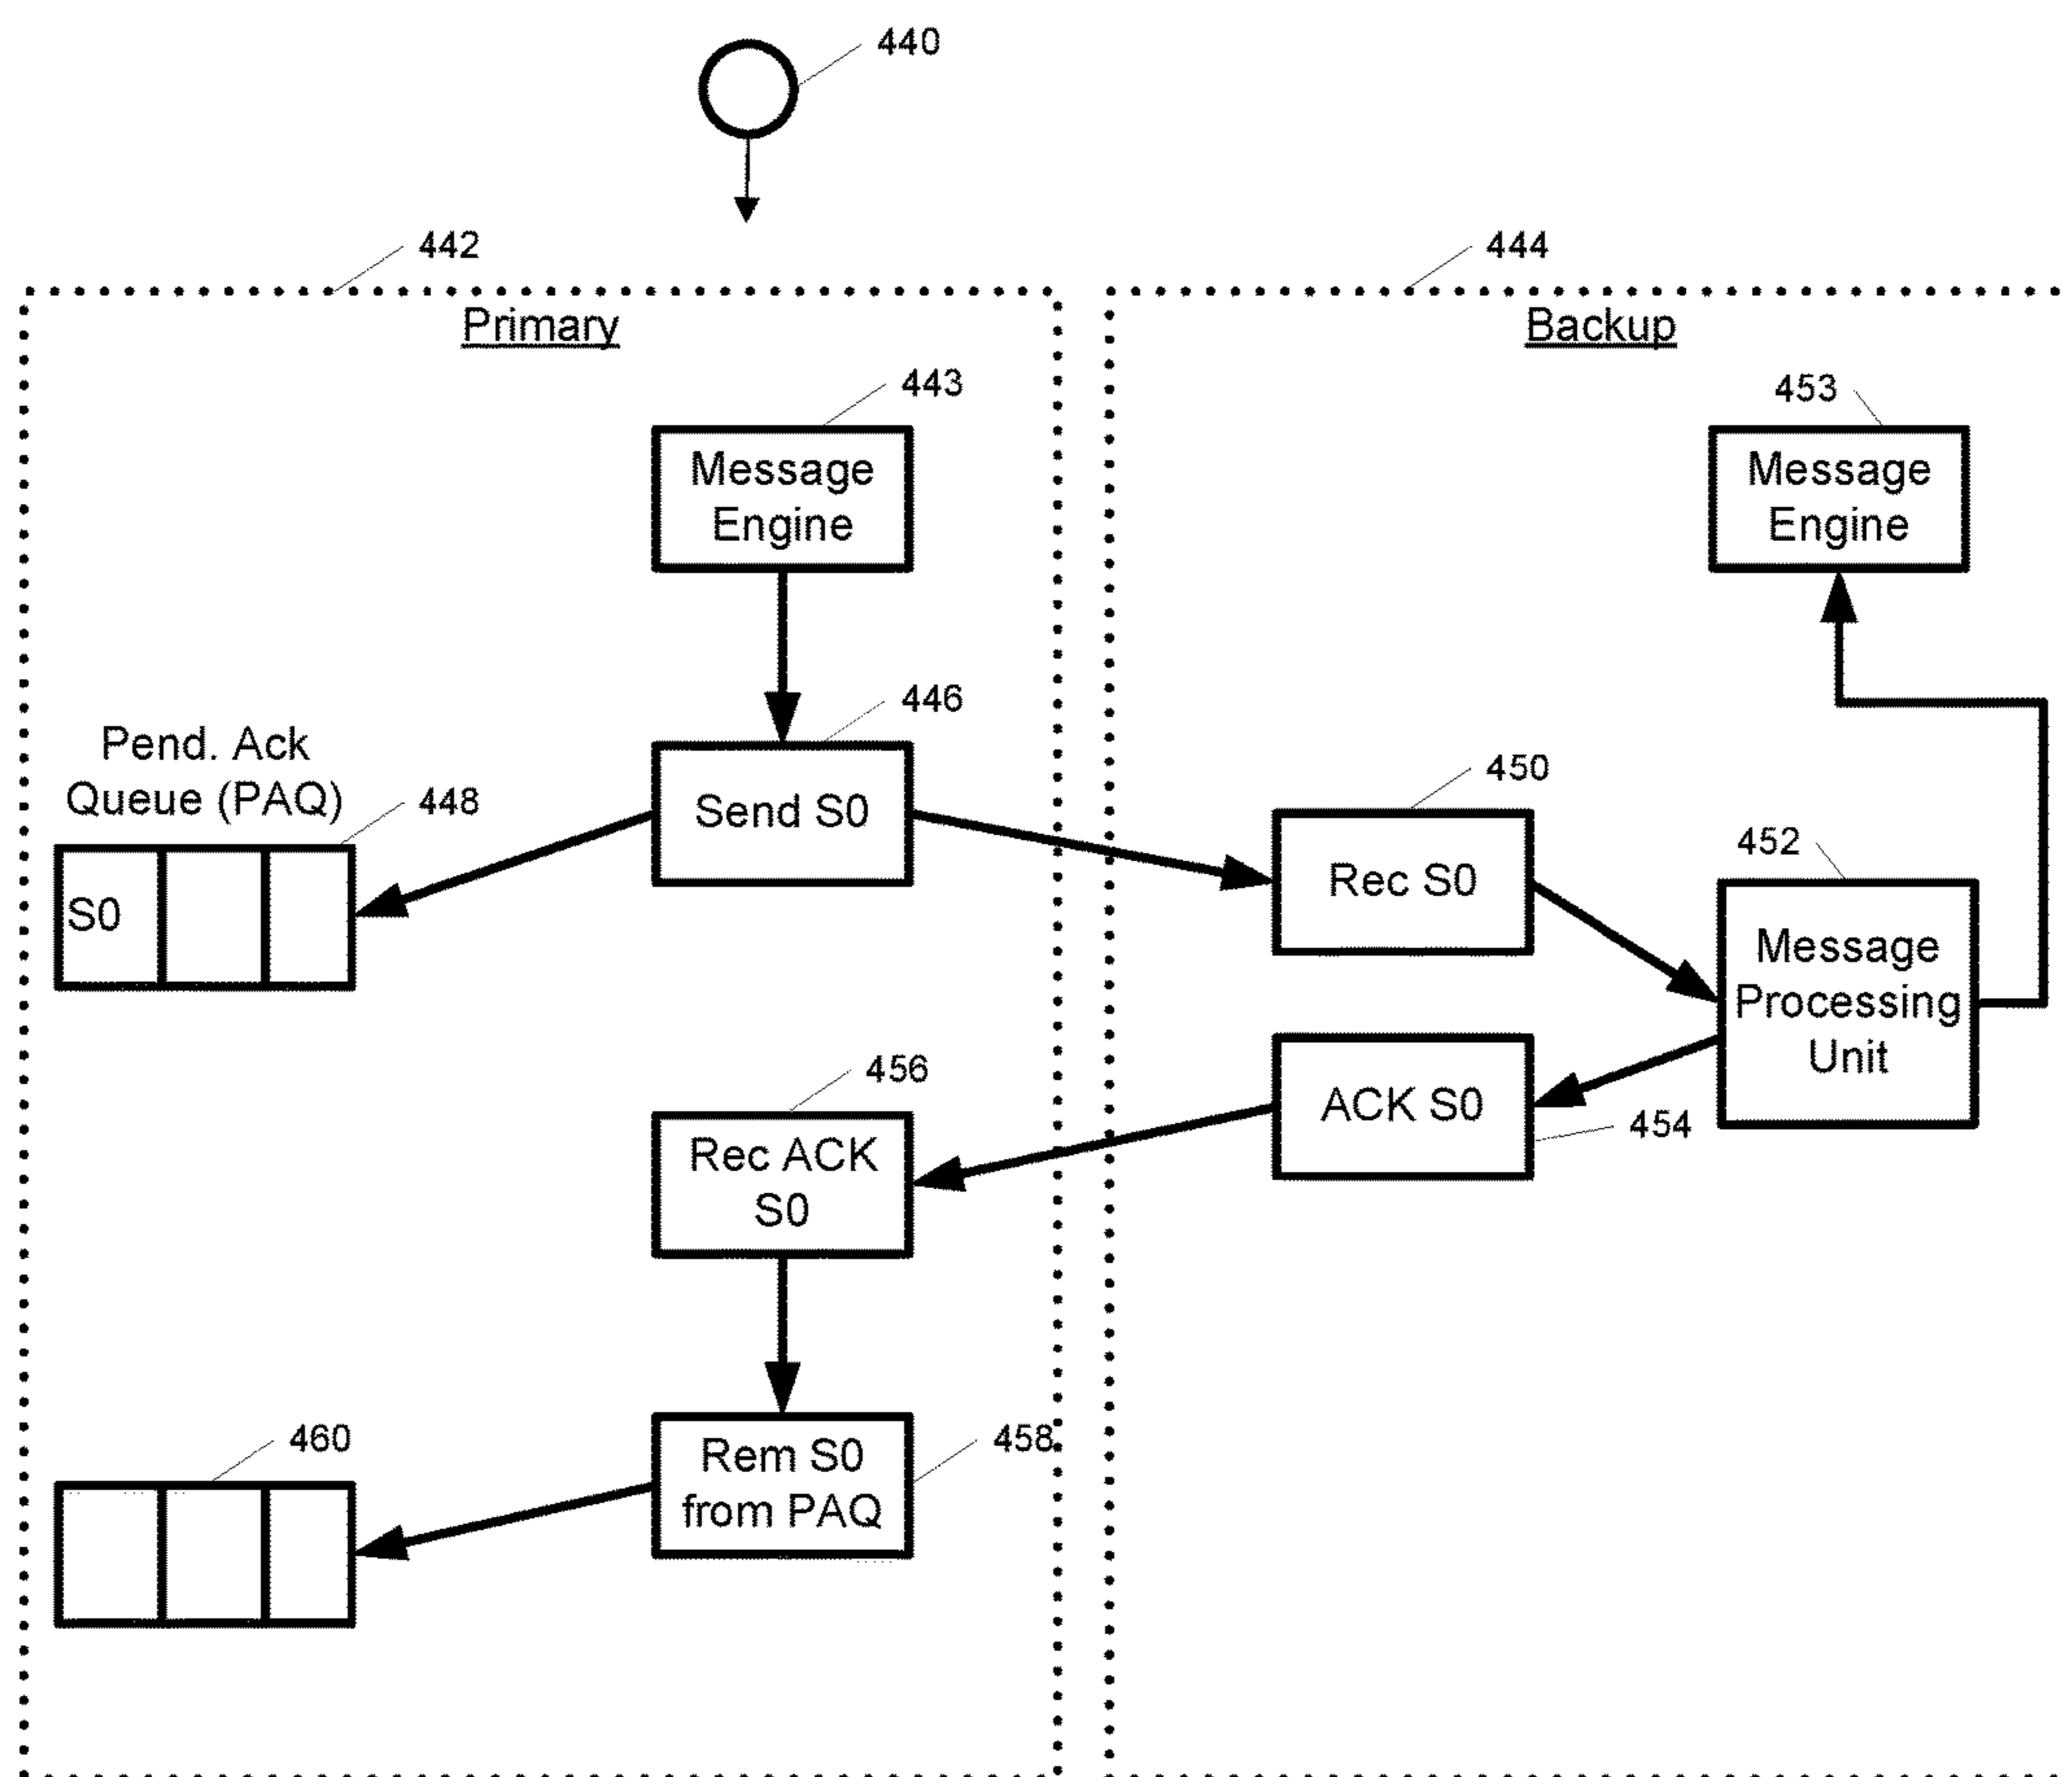 440
442
444
Primary
Backup
443
453
Message
Engine
Message
Engine
446
Pend. Ack
Queue (PAQ)
448
Send S0
450
452
S0
Rec S0
Message
Processing
Unit
456
ACK S0
454
Rec ACK
S0
460
458
Rem S0
from PAQ